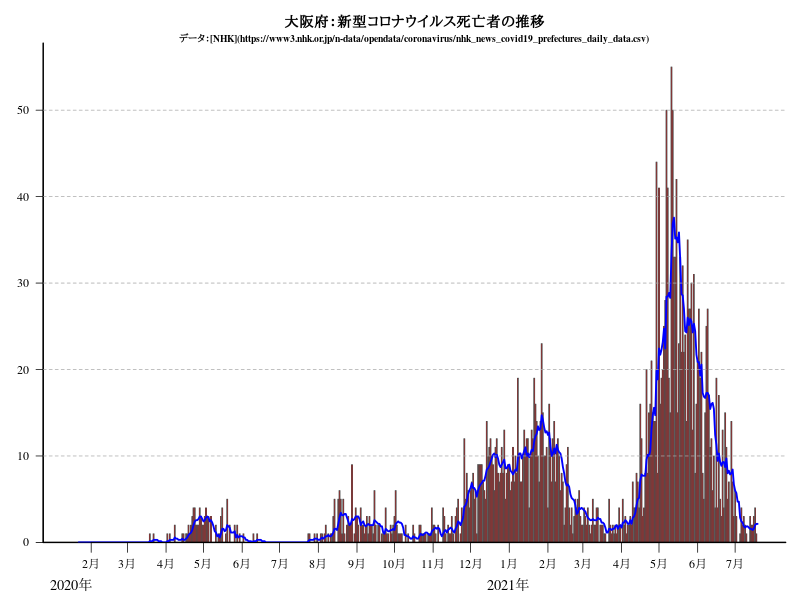 大阪府：新型コロナウイルス死亡者の推移
データ：[NHK](https://www3.nhk.or.jp/n-data/opendata/coronavirus/nhk_news_covid19_prefectures_daily_data.csv)
50
40
30
20
10
0
2月 3月 4月 5月 6月 7月 8月 9月 10月 11月 12月 1月 2月 3月 4月 5月 6月 7月
2020年 2021年